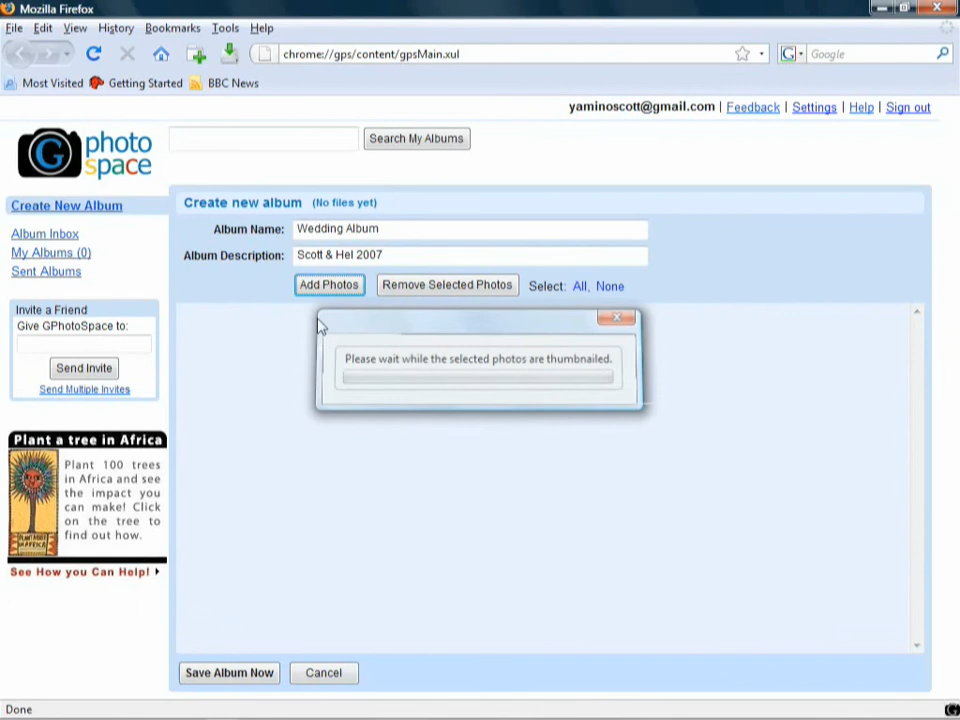 Mozilla Firefox
File Edit View History Bookmarks Tools Help
chrome://gps/content/gpsMain.xul
G Google
Most Visited Getting Started BBC News
yaminoscott@gmail.com | Feedback | Settings | Help | Sign out
G photo space
Search My Albums
Create New Album
Album Inbox
My Albums (0)
Sent Albums
Invite a Friend
Give GPhotoSpace to:
Send Invite
Send Multiple Invites
Plant a tree in Africa
Plant 100 trees
in Africa and see
the impact you
can make! Click
on the tree to
find out how.
See How you Can Help!
Create new album (No files yet)
Album Name: Wedding Album
Album Description: Scott & Hel 2007
Add Photos Remove Selected Photos Select: All, None
Please wait while the selected photos are thumbnailed.
Save Album Now Cancel
Done
G